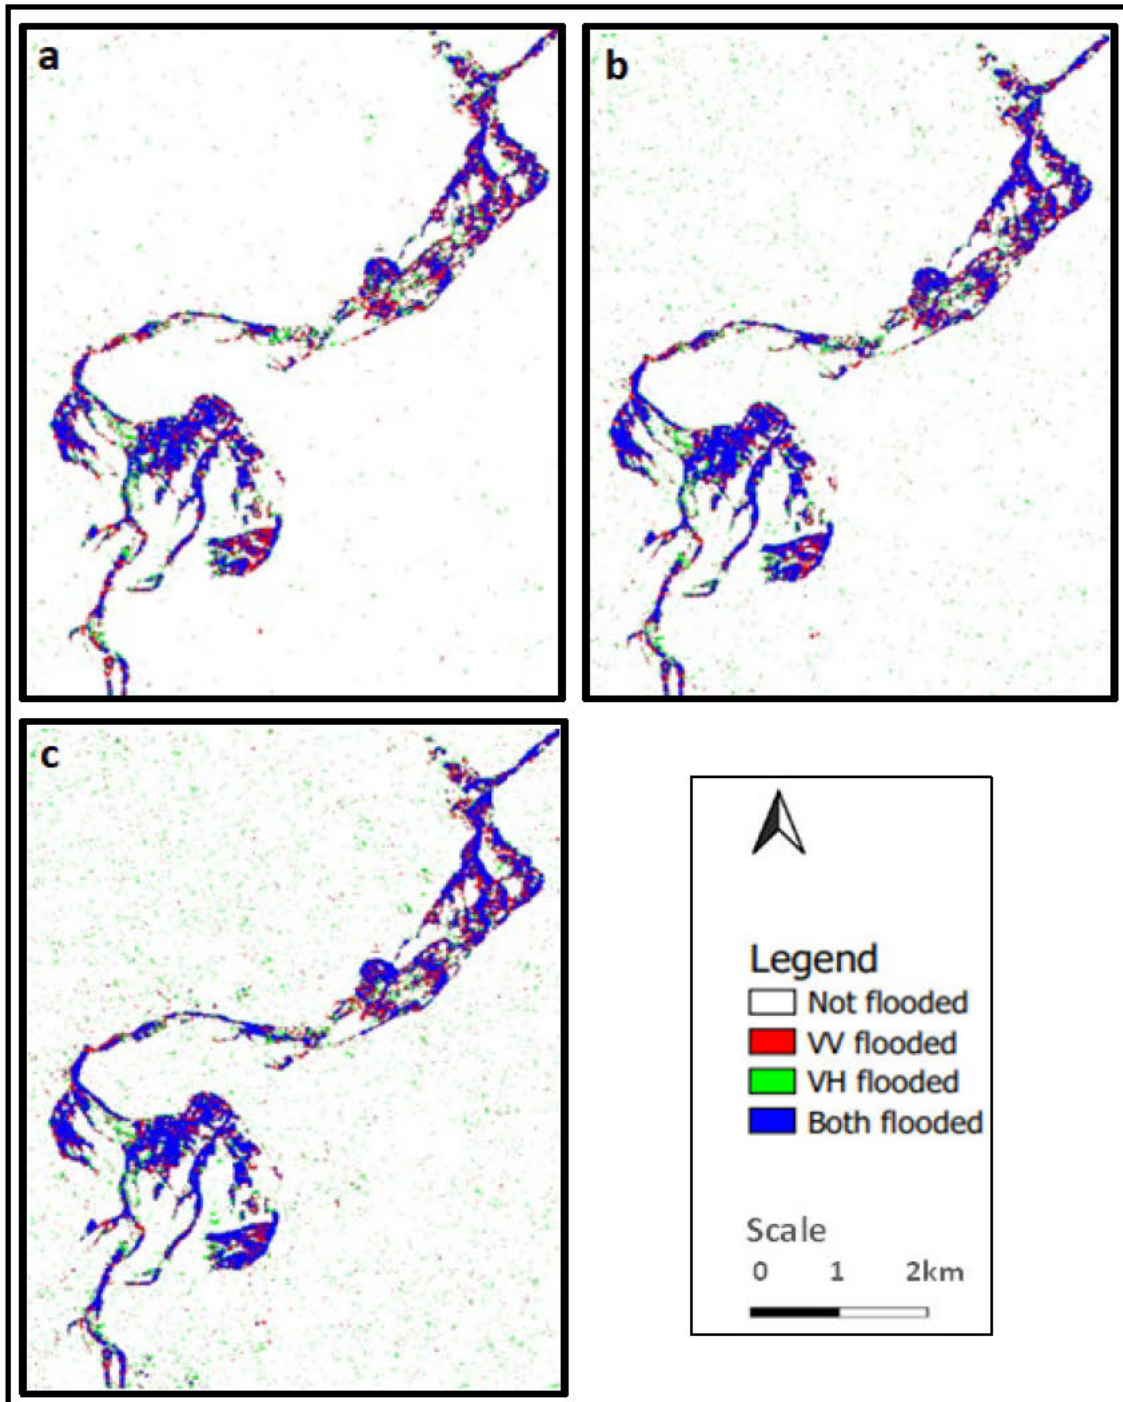 a
b
c
Legend
Not flooded
VV flooded
VH flooded
Both flooded
Scale
0 1 2km